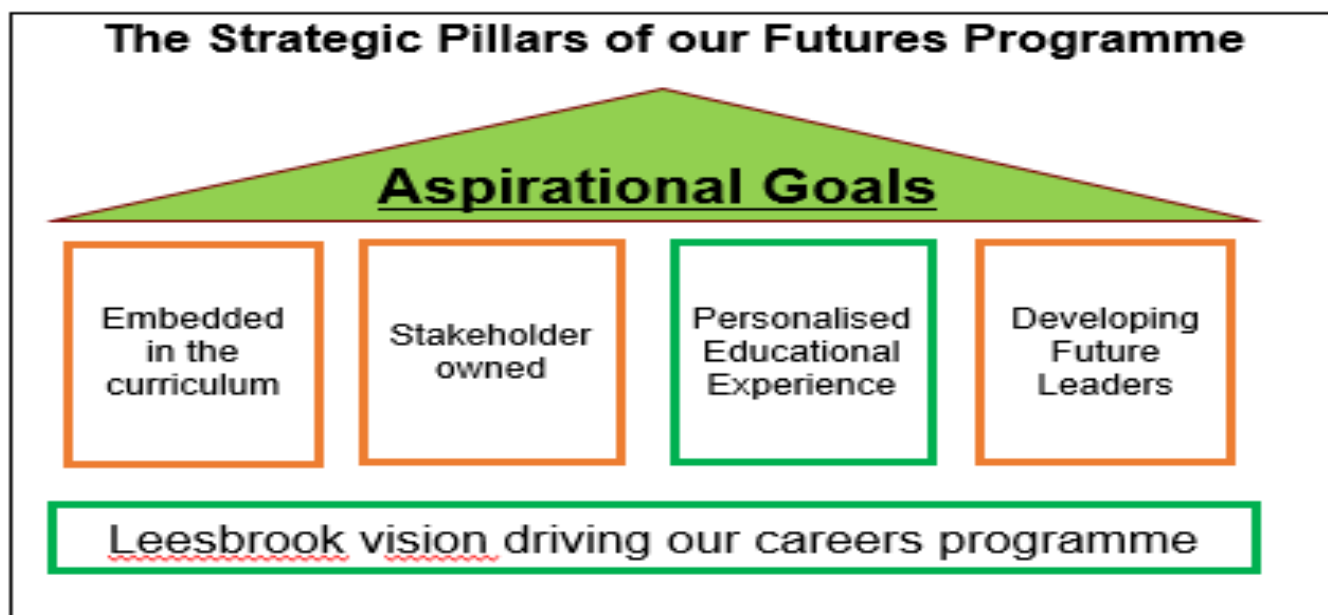 The Strategic Pillars of our Futures Programme
Aspirational Goals
Embedded
in the
curriculum
Stakeholder
owned
Personalised
Educational
Experience
Developing
Future
Leaders
Leesbrook vision driving our careers programme